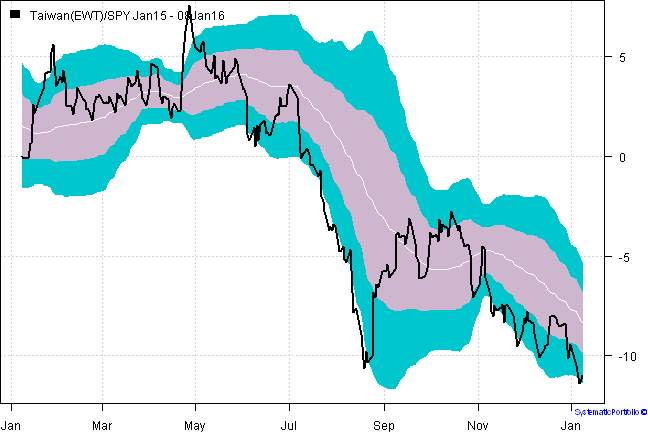 Taiwan(EWT)/SPY Jan15 - 08Jan16
5
0
-5
-10
Jan Mar May Jul Sep Nov Jan
SystematicPortfolio ©